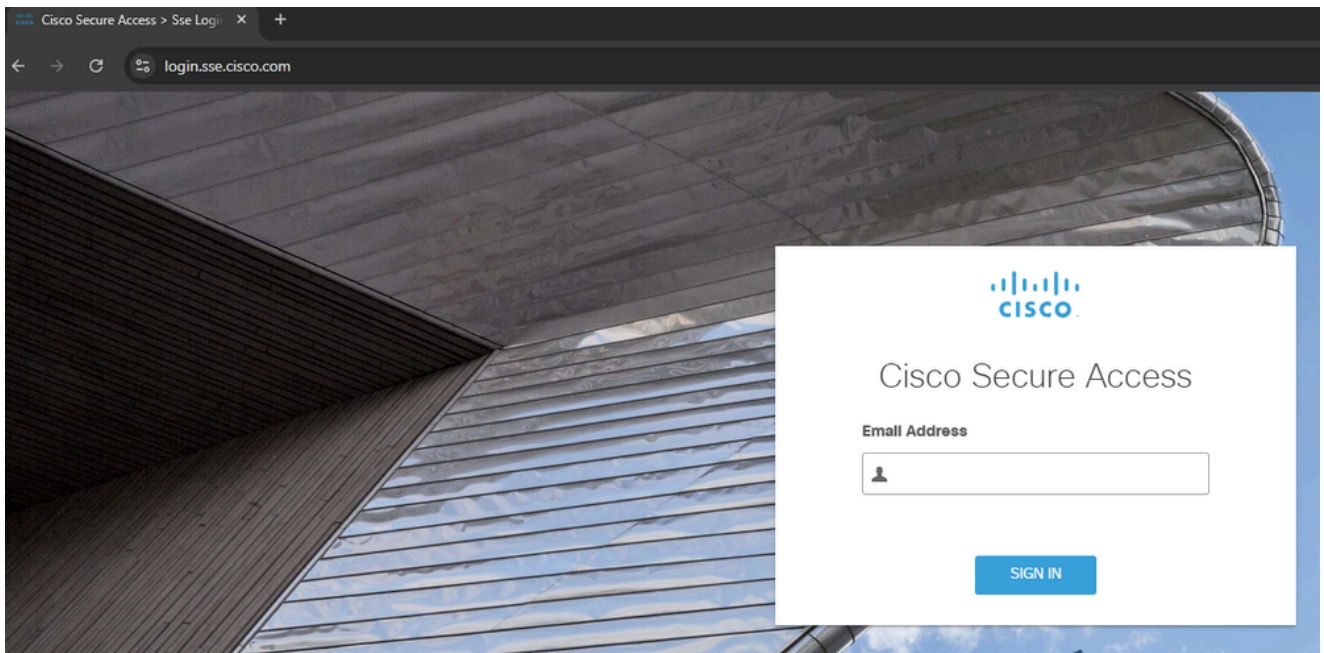 Cisco Secure Access > Sse Logi
login.sse.cisco.com
CISCO
Cisco Secure Access
Email Address
SIGN IN